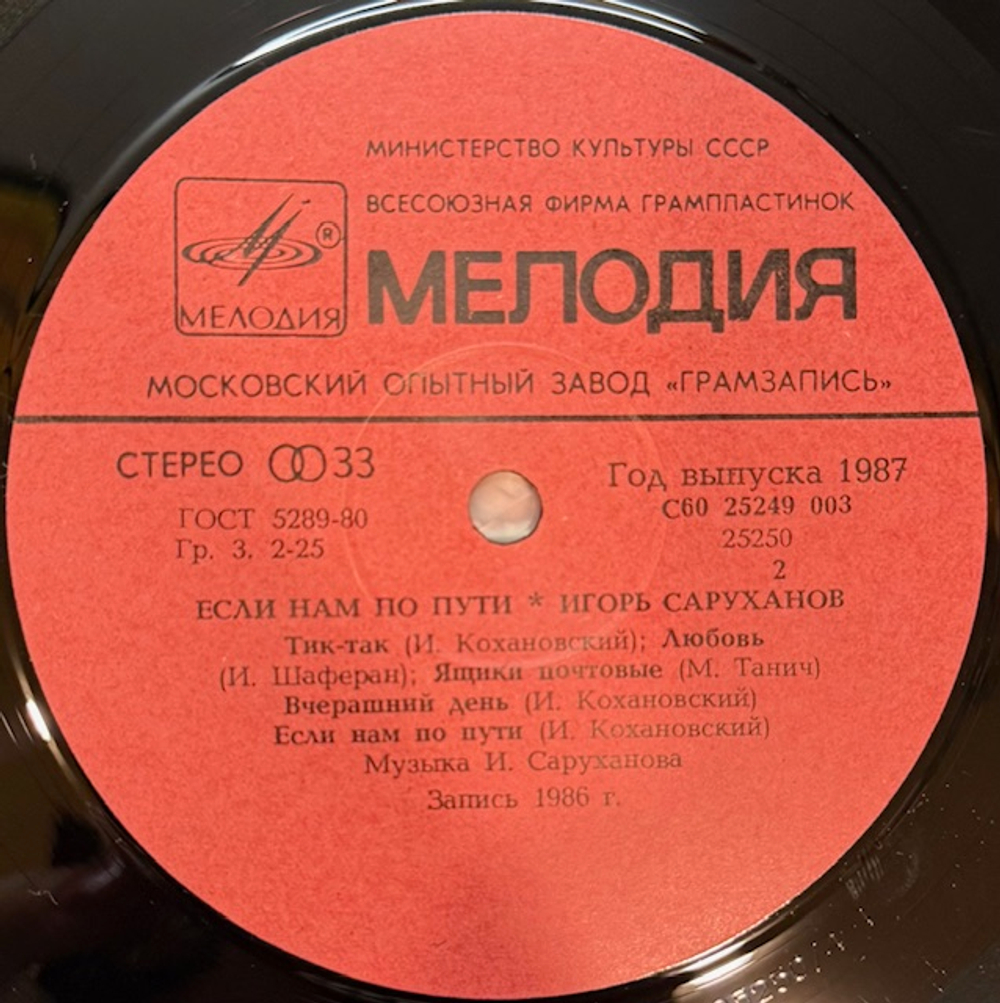 МИНИСТЕРСТВО КУЛЬТУРЫ СССР
ВСЕСОЮЗНАЯ ФИРМА ГРАМПЛАСТИНОК
®
МЕЛОДИЯ
МЕЛОДИЯ
МОСКОВСКИЙ ОПЫТНЫЙ ЗАВОД «ГРАМЗАПИСЬ»
СТЕРЕО 33
Год выпуска 1987
ГОСТ 5289-80
С60 25249 003
Гр. 3. 2-25
25250
2
ЕСЛИ НАМ ПО ПУТИ * ИГОРЬ САРУХАНОВ
Тик-так (И. Кохановский); Любовь
(И. Шаферан); Ящики почтовые (М. Танич)
Вчерашний день (И. Кохановский)
Если нам по пути (И. Кохановский)
Музыка И. Саруханова
Запись 1986 г.